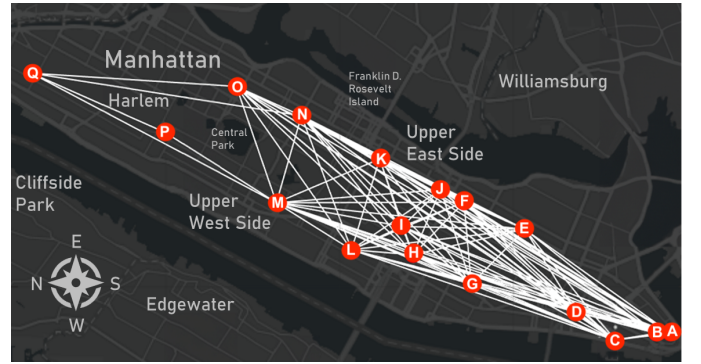 Manhattan
Harlem
Franklin D.
Rosevelt
Island
Williamsburg
Central
Park
Upper
East Side
Cliffside
Park
Upper
West Side
Edgewater
E
N
S
W
Q
O
N
P
K
M
J
F
I
E
L
H
G
D
C
B
A